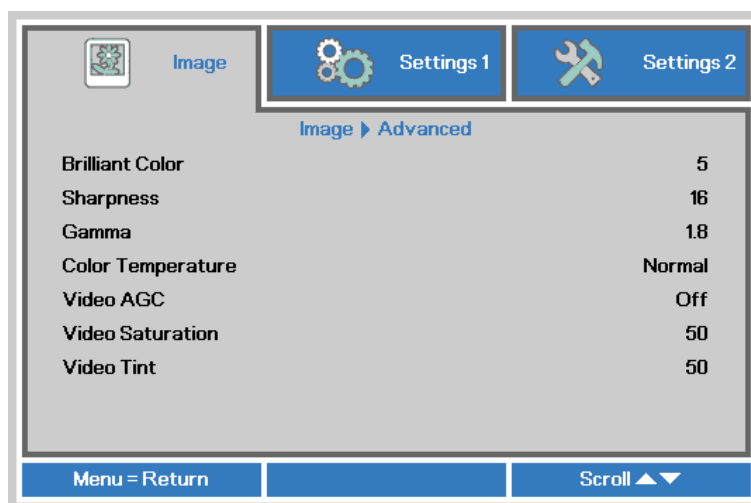 Image Settings 1 Settings 2
Image Advanced
Brilliant Color 5
Sharpness 16
Gamma 1.8
Color Temperature Normal
Video AGC Off
Video Saturation 50
Video Tint 50
Menu = Return Scroll ▲▼